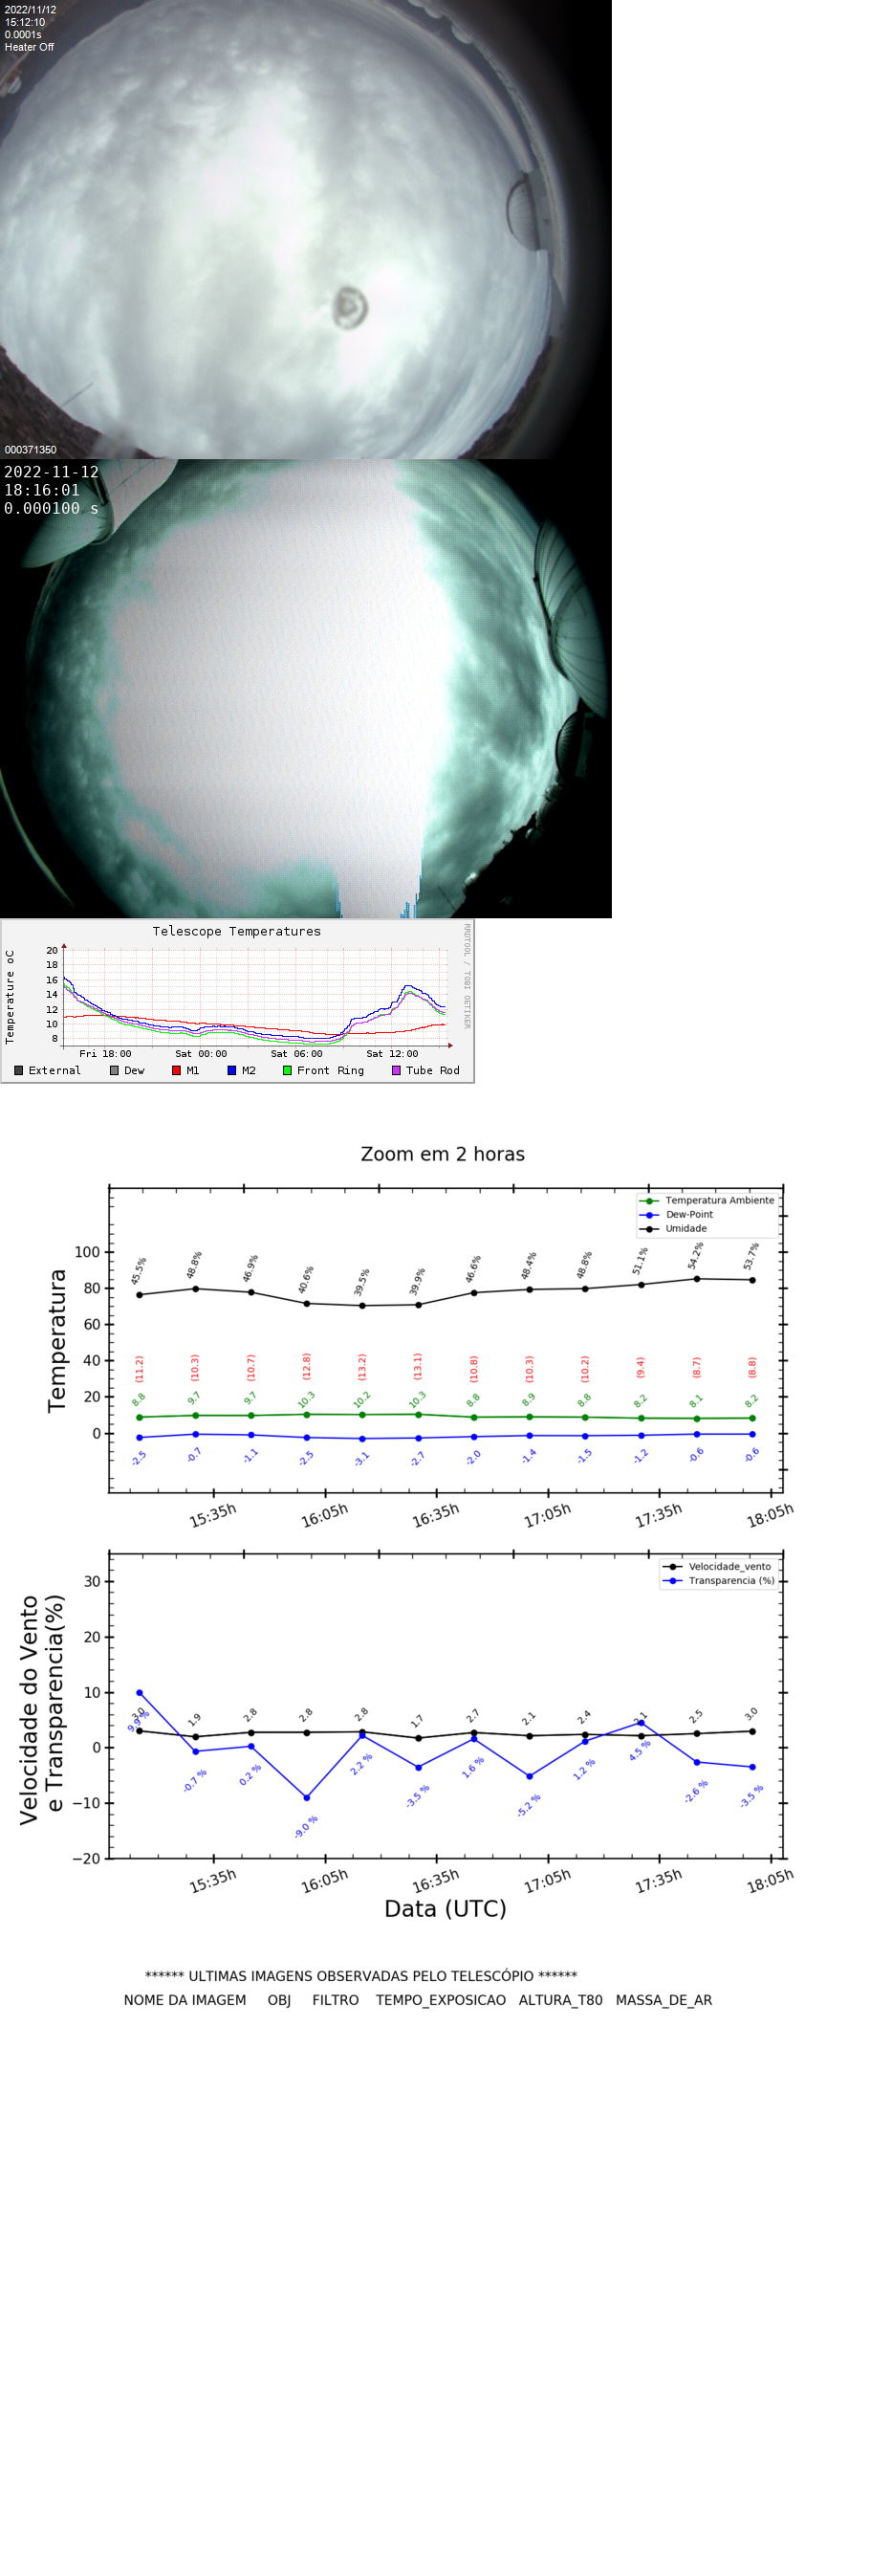 2022/11/12
15:12:10
0.0001s
Heater Off
000371350
2022-11-12
18:16:01
0.000100 s
Telescope Temperatures
RRDTOOL / TOBI OETIKER
Temperature oC
20
18
16
14
12
10
8
Fri 18:00 Sat 00:00 Sat 06:00 Sat 12:00
External Dew M1 M2 Front Ring Tube Rod
Zoom em 2 horas
Temperatura Ambiente
Dew-Point
Umidade
Temperatura
100
80
60
40
20
0
45.5% 48.8% 46.9% 40.6% 39.5% 39.9% 46.6% 48.4% 48.8% 51.1% 54.2% 53.7%
(11.2) (10.3) (10.7) (12.8) (13.2) (13.1) (10.8) (10.3) (10.2) (9.4) (8.7) (8.8)
8.8 9.7 9.7 10.3 10.2 10.3 8.8 8.9 8.8 8.2 8.1 8.2
-2.5 -0.7 -1.1 -2.5 -3.1 -2.7 -2.0 -1.4 -1.5 -1.2 -0.6 -0.6
15:35h 16:05h 16:35h 17:05h 17:35h 18:05h
Velocidade_vento
Transparencia (%)
Velocidade do Vento
e Transparencia(%)
30
20
10
0
−10
−20
3.0 1.9 2.8 2.8 2.8 1.7 2.7 2.1 2.4 2.1 2.5 3.0
9.9 % -0.7 % 0.2 % -9.0 % 2.2 % -3.5 % 1.6 % -5.2 % 1.2 % 4.5 % -2.6 % -3.5 %
15:35h 16:05h 16:35h 17:05h 17:35h 18:05h
Data (UTC)
****** ULTIMAS IMAGENS OBSERVADAS PELO TELESCÓPIO ******
NOME DA IMAGEM OBJ FILTRO TEMPO_EXPOSICAO ALTURA_T80 MASSA_DE_AR